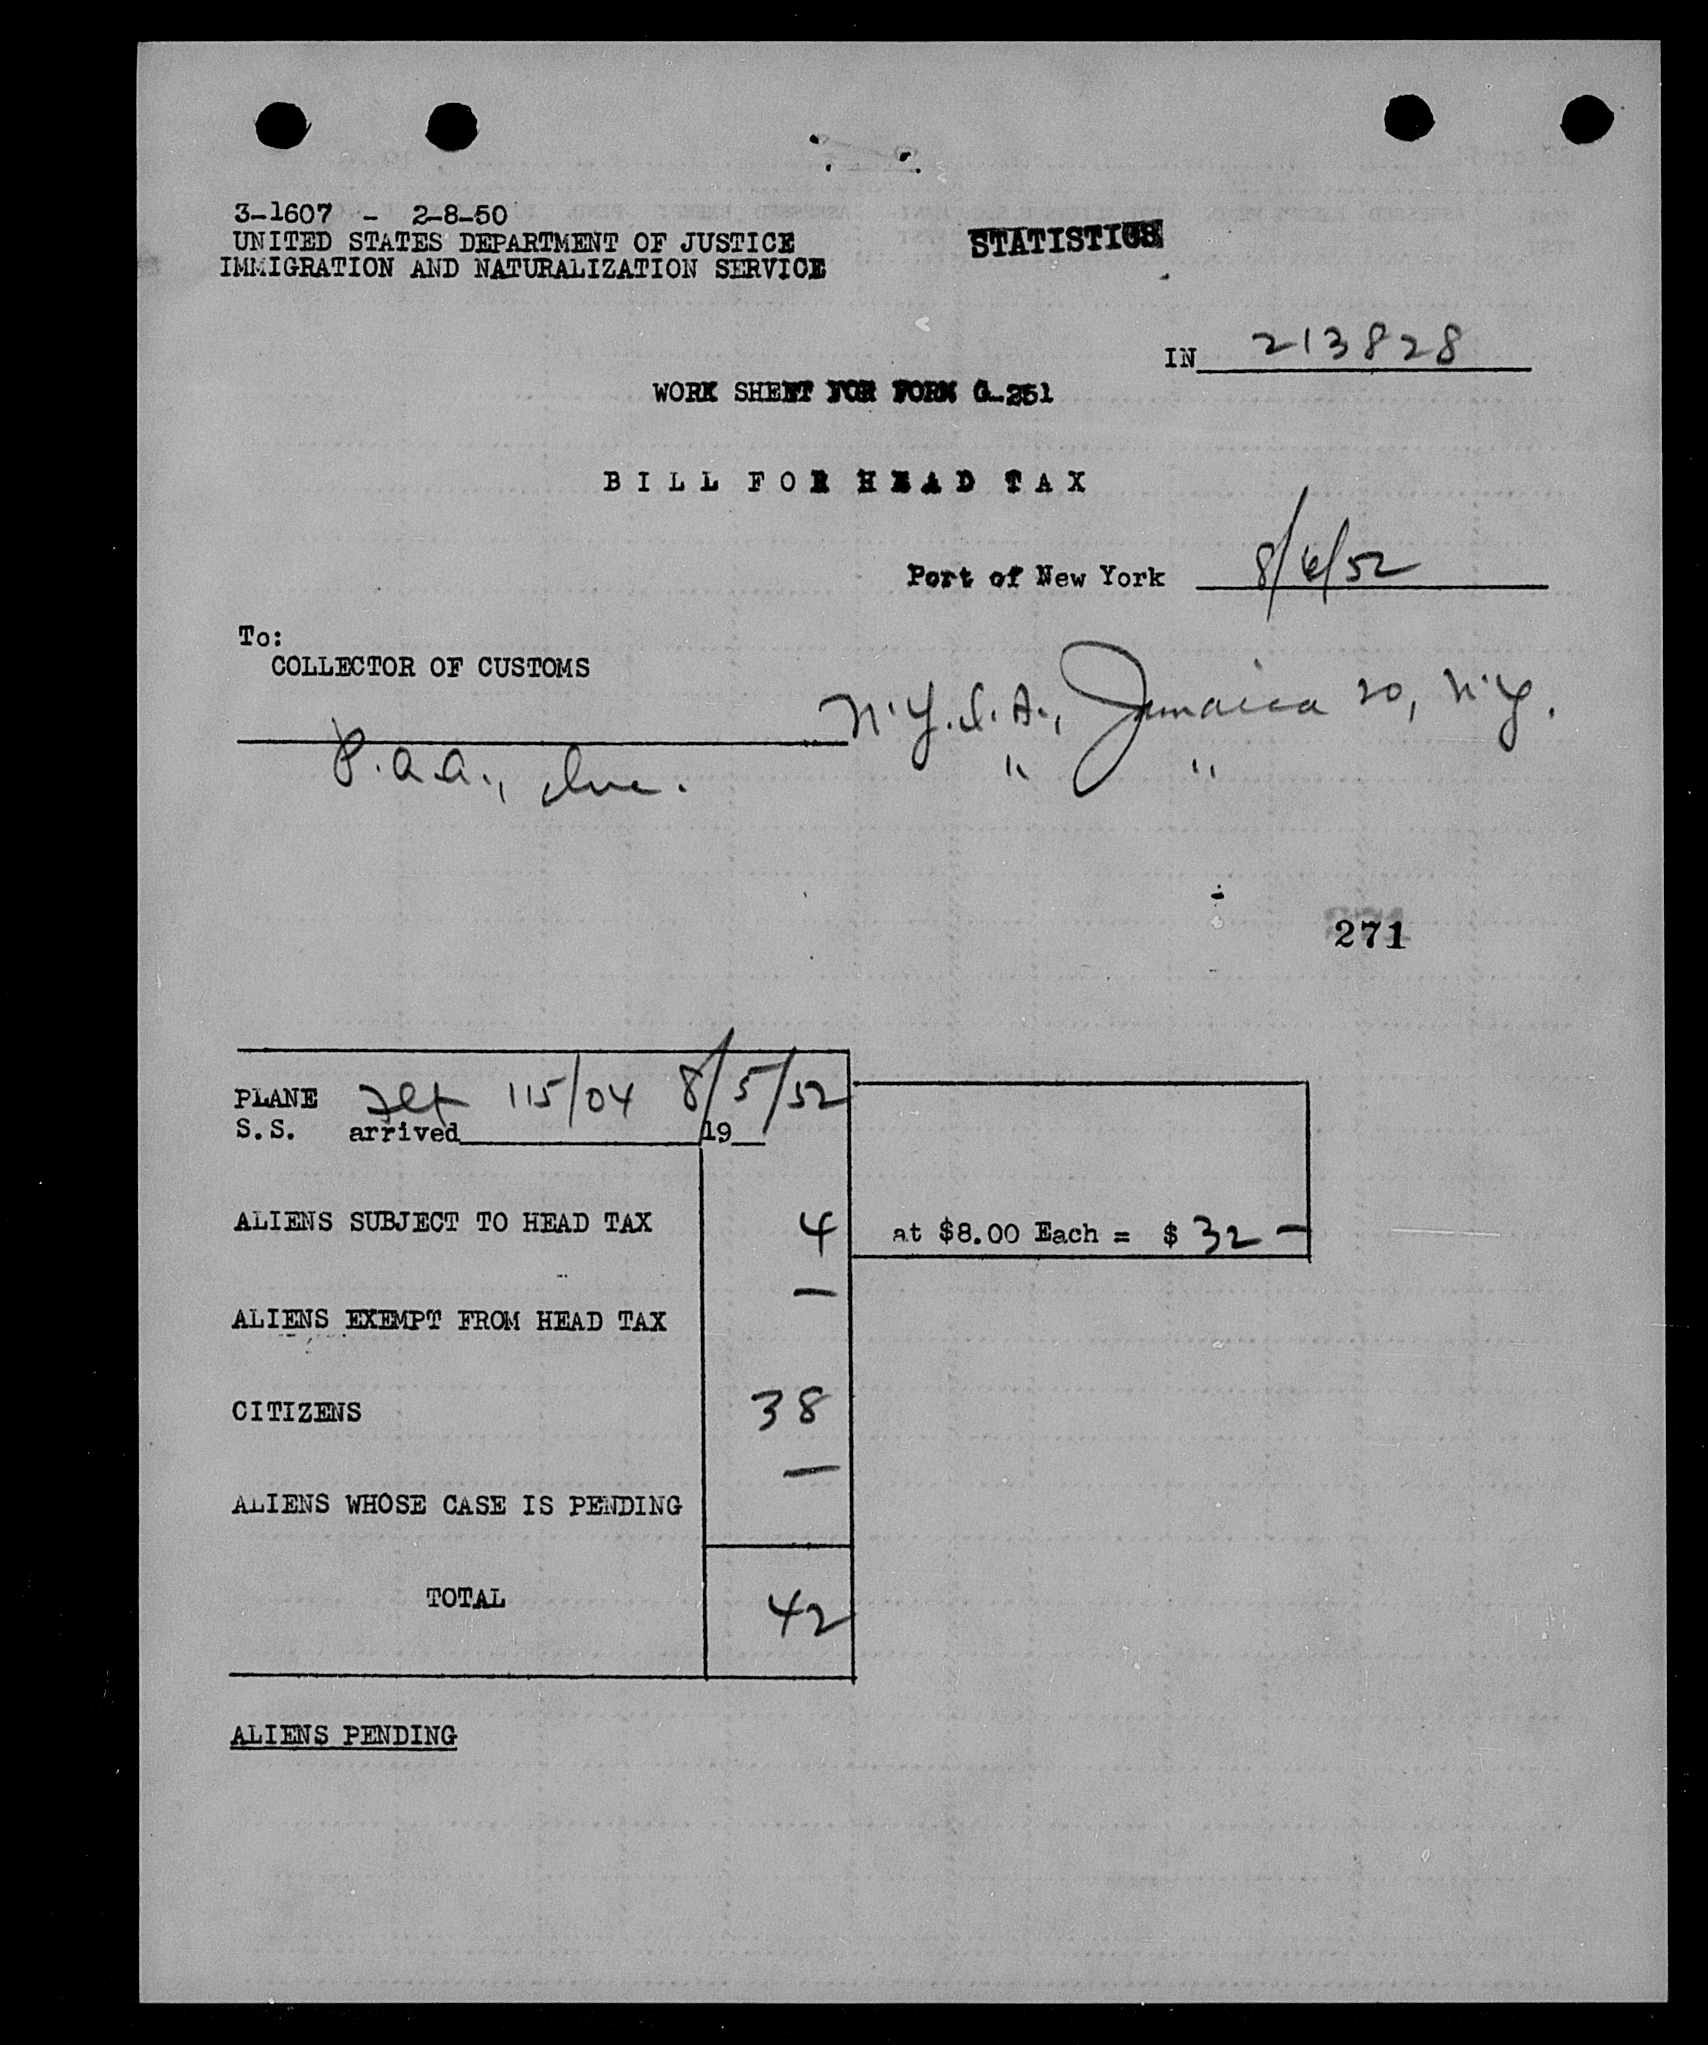 3-1607 - 2-8-50
UNITED STATES DEPARTMENT OF JUSTICE
IMMIGRATION AND NATURALIZATION SERVICE
STATISTICS
IN 213828
WORK SHEET FOR FORM G-251
BILL FOR HEAD TAX
Port of New York 8/6/52
To:
COLLECTOR OF CUSTOMS
N.Y.I.A., Jamaica 20, N.Y.
P.A.A., Inc. " "
271
PLANE Flt 115/04 8/5/52
S.S. arrived 19
ALIENS SUBJECT TO HEAD TAX 4 at $8.00 Each = $ 32 -
ALIENS EXEMPT FROM HEAD TAX —
CITIZENS 38
ALIENS WHOSE CASE IS PENDING —
TOTAL 42
ALIENS PENDING